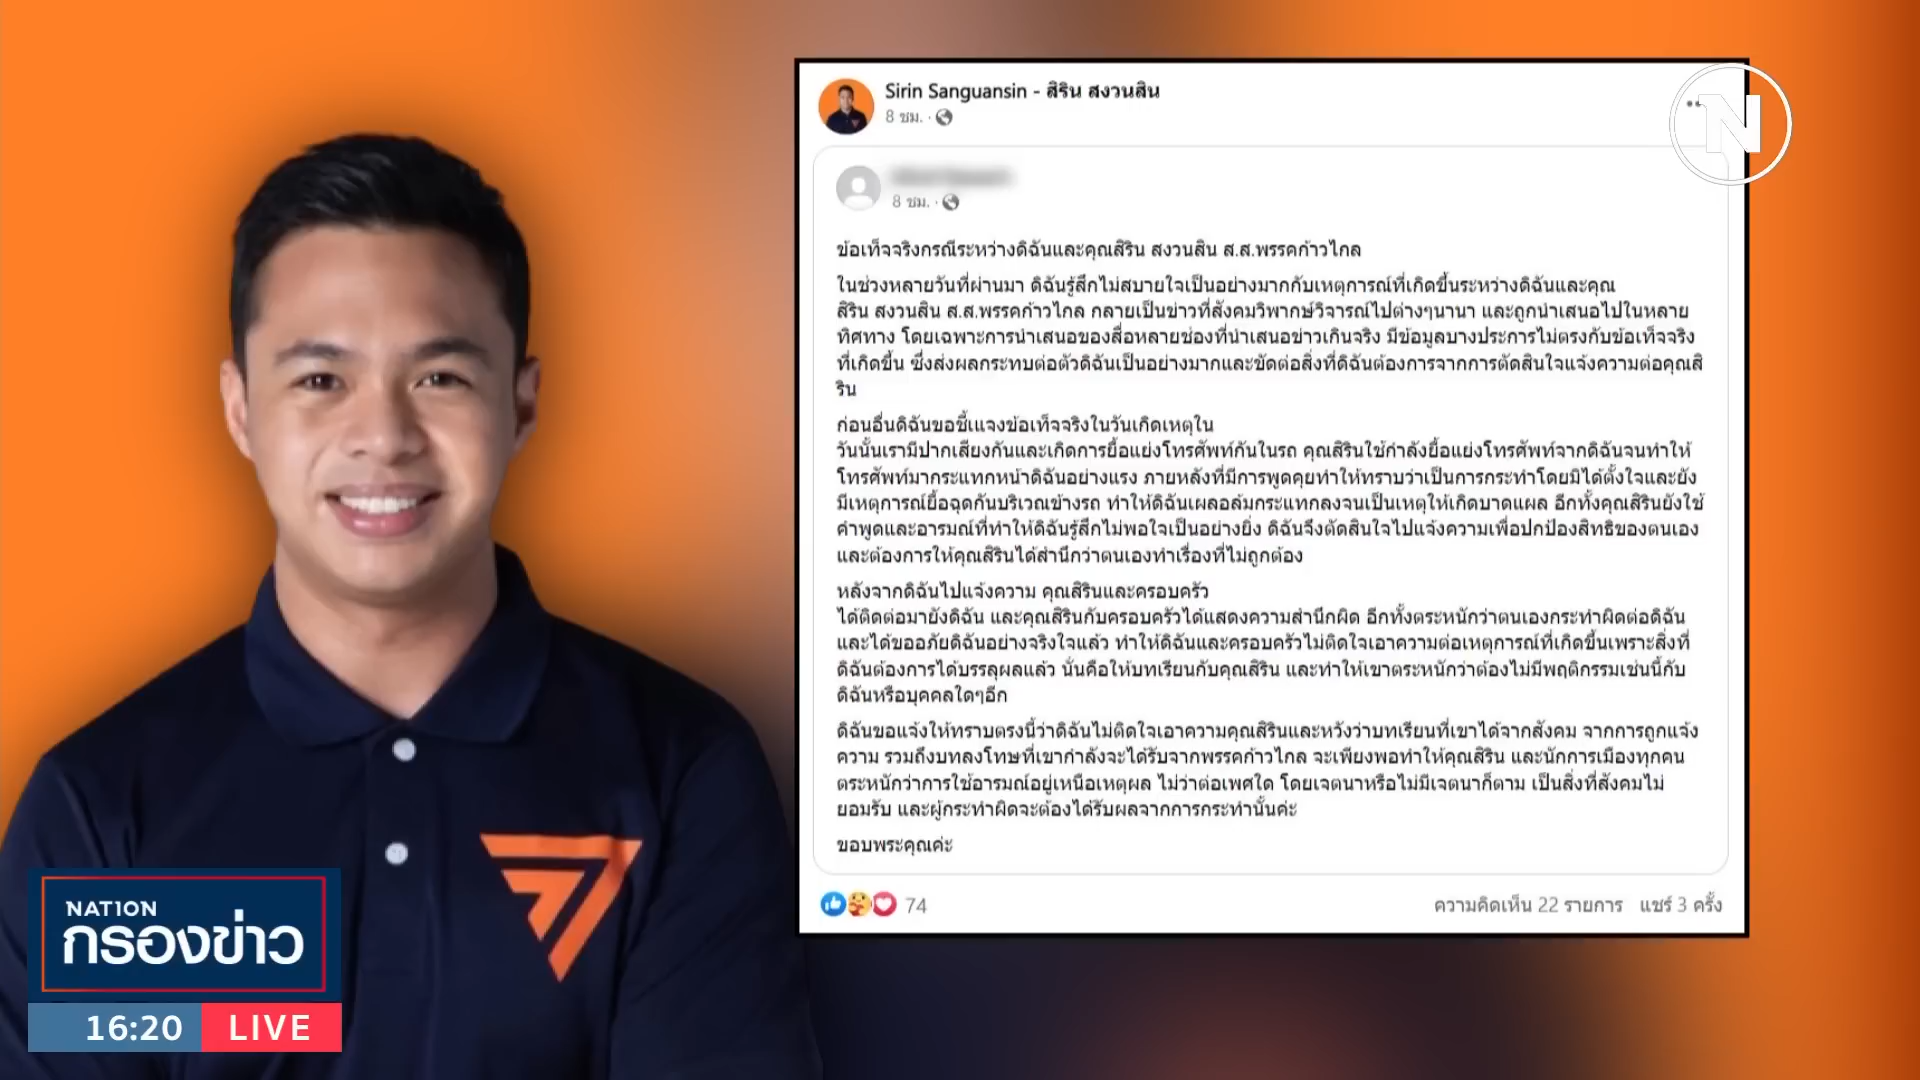 Sirin Sanguansin - สิริน สงวนสิน
8 ชม. ·
N
8 ชม. ·
ข้อเท็จจริงกรณีระหว่างดิฉันและคุณสิริน สงวนสิน ส.ส.พรรคก้าวไกล
ในช่วงหลายวันที่ผ่านมา ดิฉันรู้สึกไม่สบายใจเป็นอย่างมากกับเหตุการณ์ที่เกิดขึ้นระหว่างดิฉันและคุณ
สิริน สงวนสิน ส.ส.พรรคก้าวไกล กลายเป็นข่าวที่สังคมวิพากษ์วิจารณ์ไปต่างๆนานา และถูกนำเสนอไปในหลาย
ทิศทาง โดยเฉพาะการนำเสนอของสื่อหลายช่องที่นำเสนอข่าวเกินจริง มีข้อมูลบางประการไม่ตรงกับข้อเท็จจริง
ที่เกิดขึ้น ซึ่งส่งผลกระทบต่อตัวดิฉันเป็นอย่างมากและขัดต่อสิ่งที่ดิฉันต้องการจากการตัดสินใจแจ้งความต่อคุณสิ
ริน
ก่อนอื่นดิฉันขอชี้แจงข้อเท็จจริงในวันเกิดเหตุใน
วันนั้นเรามีปากเสียงกันและเกิดการยื้อแย่งโทรศัพท์กันในรถ คุณสิรินใช้กำลังยื้อแย่งโทรศัพท์จากดิฉันจนทำให้
โทรศัพท์มากระแทกหน้าดิฉันอย่างแรง ภายหลังที่มีการพูดคุยทำให้ทราบว่าเป็นการกระทำโดยมิได้ตั้งใจและยัง
มีเหตุการณ์ยื้อฉุดกันบริเวณข้างรถ ทำให้ดิฉันเผลอล้มกระแทกลงจนเป็นเหตุให้เกิดบาดแผล อีกทั้งคุณสิรินยังใช้
คำพูดและอารมณ์ที่ทำให้ดิฉันรู้สึกไม่พอใจเป็นอย่างยิ่ง ดิฉันจึงตัดสินใจไปแจ้งความเพื่อปกป้องสิทธิของตนเอง
และต้องการให้คุณสิรินได้สำนึกว่าตนเองทำเรื่องที่ไม่ถูกต้อง
หลังจากดิฉันไปแจ้งความ คุณสิรินและครอบครัว
ได้ติดต่อมายังดิฉัน และคุณสิรินกับครอบครัวได้แสดงความสำนึกผิด อีกทั้งตระหนักว่าตนเองกระทำผิดต่อดิฉัน
และได้ขออภัยดิฉันอย่างจริงใจแล้ว ทำให้ดิฉันและครอบครัวไม่ติดใจเอาความต่อเหตุการณ์ที่เกิดขึ้นเพราะสิ่งที่
ดิฉันต้องการได้บรรลุผลแล้ว นั่นคือให้บทเรียนกับคุณสิริน และทำให้เขาตระหนักว่าต้องไม่มีพฤติกรรมเช่นนี้กับ
ดิฉันหรือบุคคลใดๆอีก
ดิฉันขอแจ้งให้ทราบตรงนี้ว่าดิฉันไม่ติดใจเอาความคุณสิรินและหวังว่าบทเรียนที่เขาได้จากสังคม จากการถูกแจ้ง
ความ รวมถึงบทลงโทษที่เขากำลังจะได้รับจากพรรคก้าวไกล จะเพียงพอทำให้คุณสิริน และนักการเมืองทุกคน
ตระหนักว่าการใช้อารมณ์อยู่เหนือเหตุผล ไม่ว่าต่อเพศใด โดยเจตนาหรือไม่มีเจตนาก็ตาม เป็นสิ่งที่สังคมไม่
ยอมรับ และผู้กระทำผิดจะต้องได้รับผลจากการกระทำนั้นค่ะ
ขอบพระคุณค่ะ
74
ความคิดเห็น 22 รายการ แชร์ 3 ครั้ง
NATION
กรองข่าว
16:20 LIVE